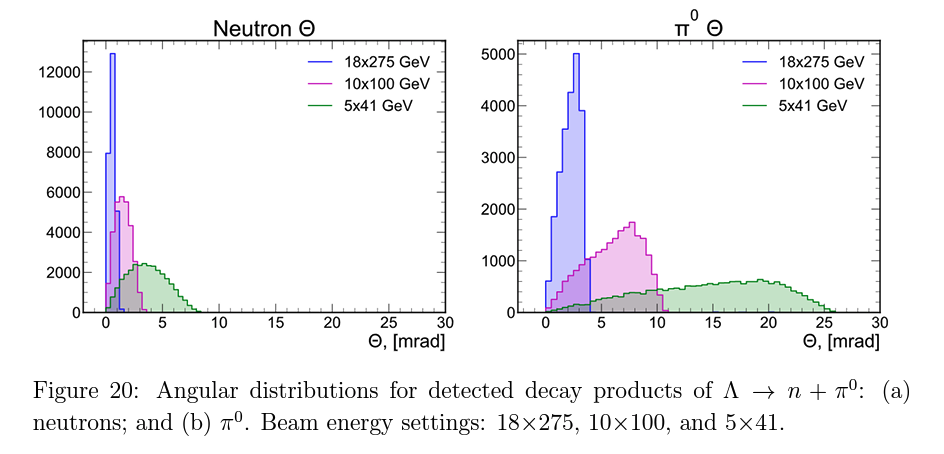 Neutron Θ
18x275 GeV
10x100 GeV
5x41 GeV
12000
10000
8000
6000
4000
2000
0
0 5 10 15 20 25 30
Θ, [mrad]
π⁰ Θ
18x275 GeV
10x100 GeV
5x41 GeV
5000
4000
3000
2000
1000
0
0 5 10 15 20 25 30
Θ, [mrad]
Figure 20: Angular distributions for detected decay products of Λ → n + π⁰: (a)
neutrons; and (b) π⁰. Beam energy settings: 18×275, 10×100, and 5×41.